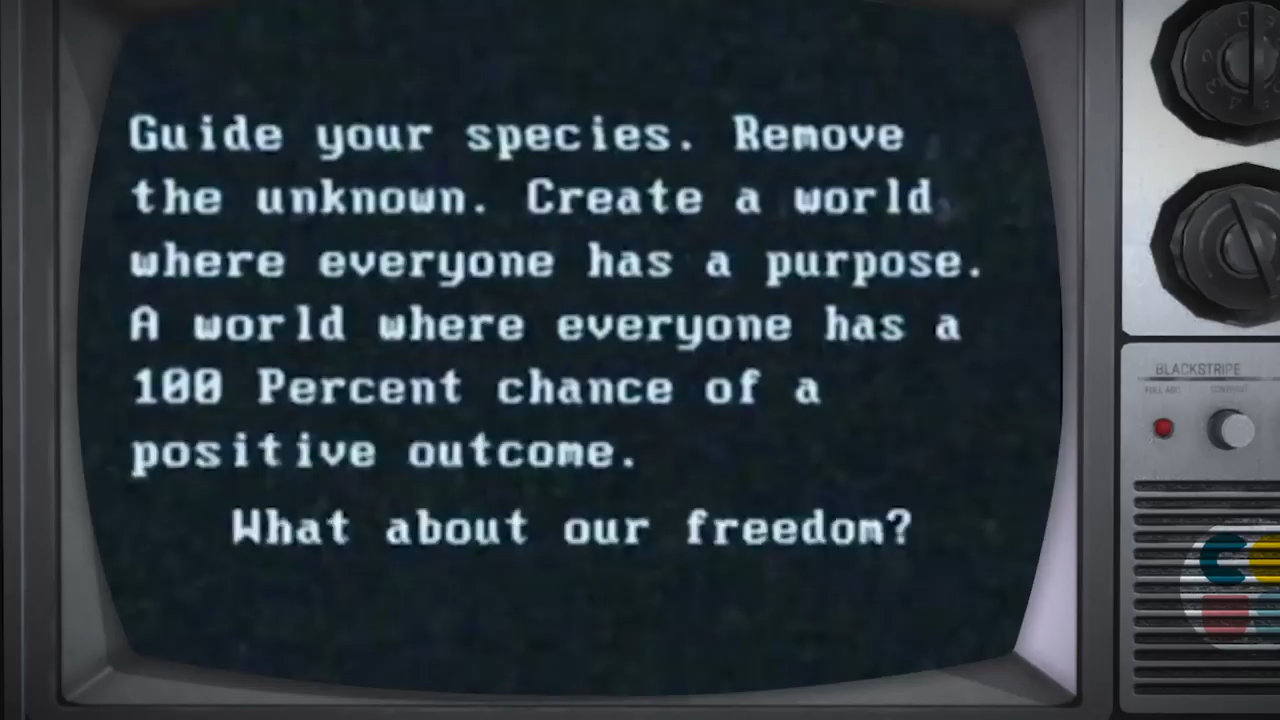 Guide your species. Remove
the unknown. Create a world
where everyone has a purpose.
A world where everyone has a
100 Percent chance of a
positive outcome.
What about our freedom?
BLACKSTRIPE